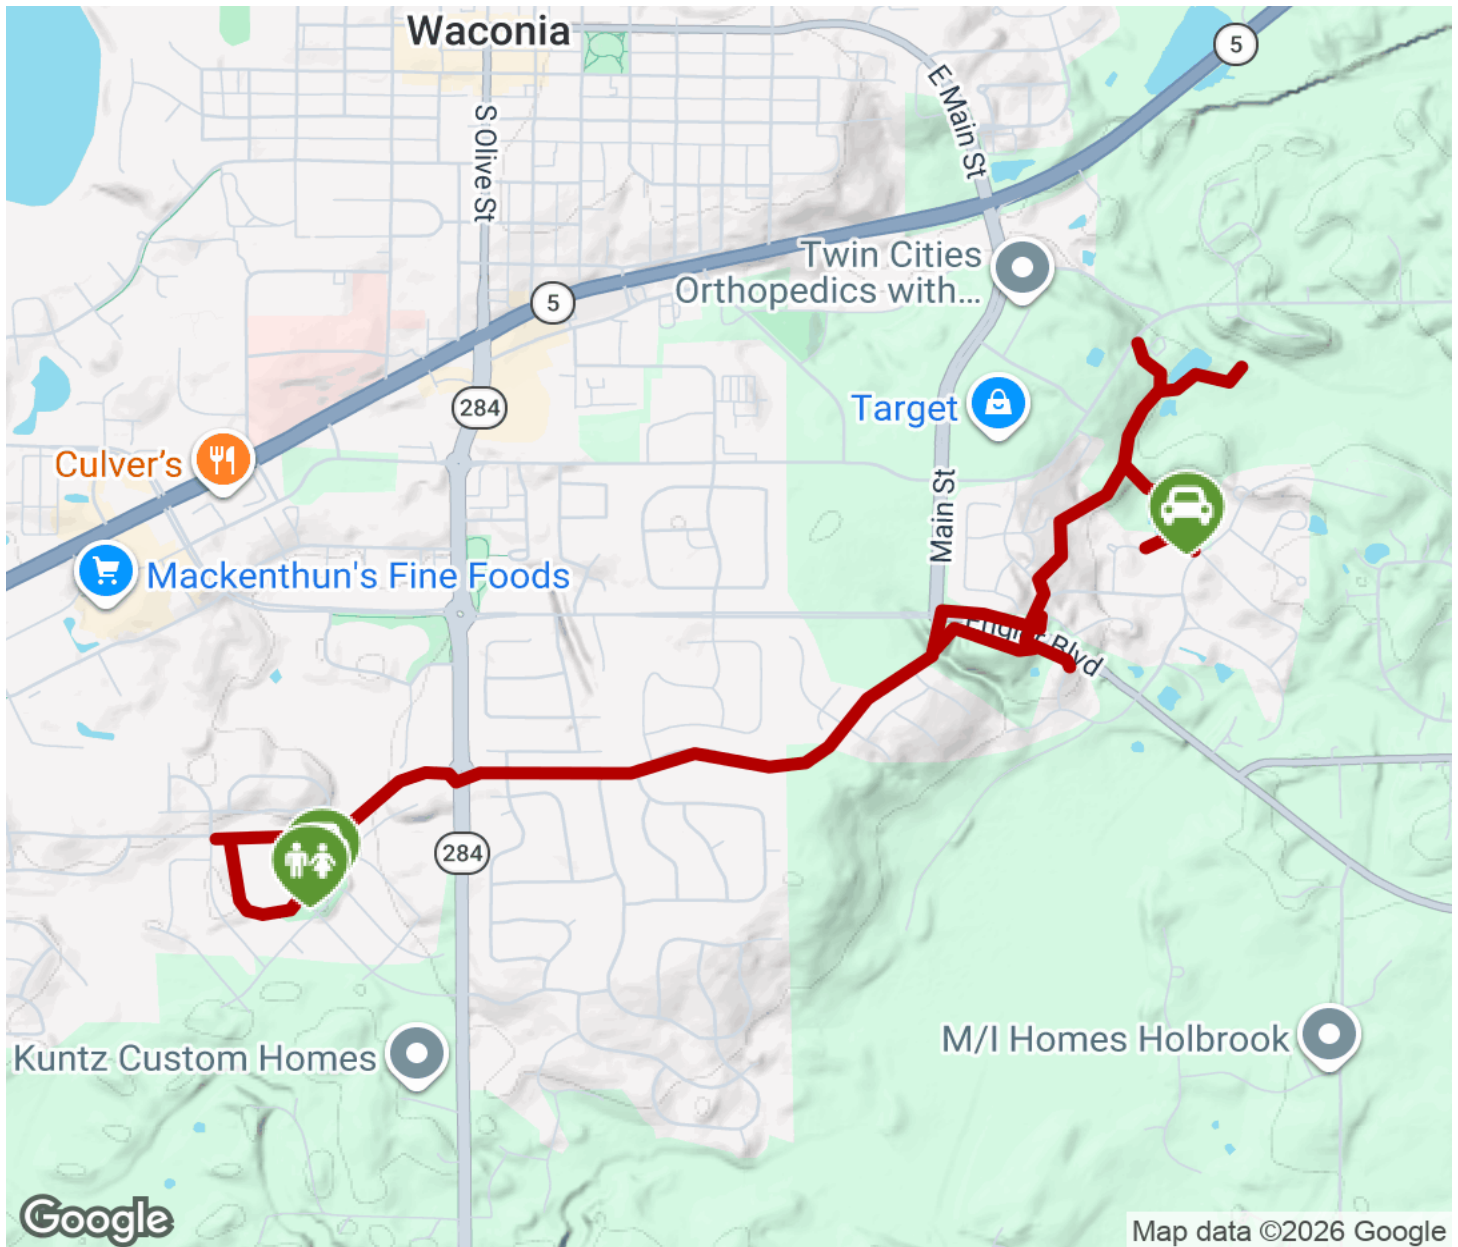 Waconia
5
E Main St
S Olive St
Twin Cities
Orthopedics with...
5
284
Target
Culver's
Main St
Mackenthun's Fine Foods
Engler Blvd
284
M/I Homes Holbrook
Kuntz Custom Homes
Google
Map data ©2026 Google